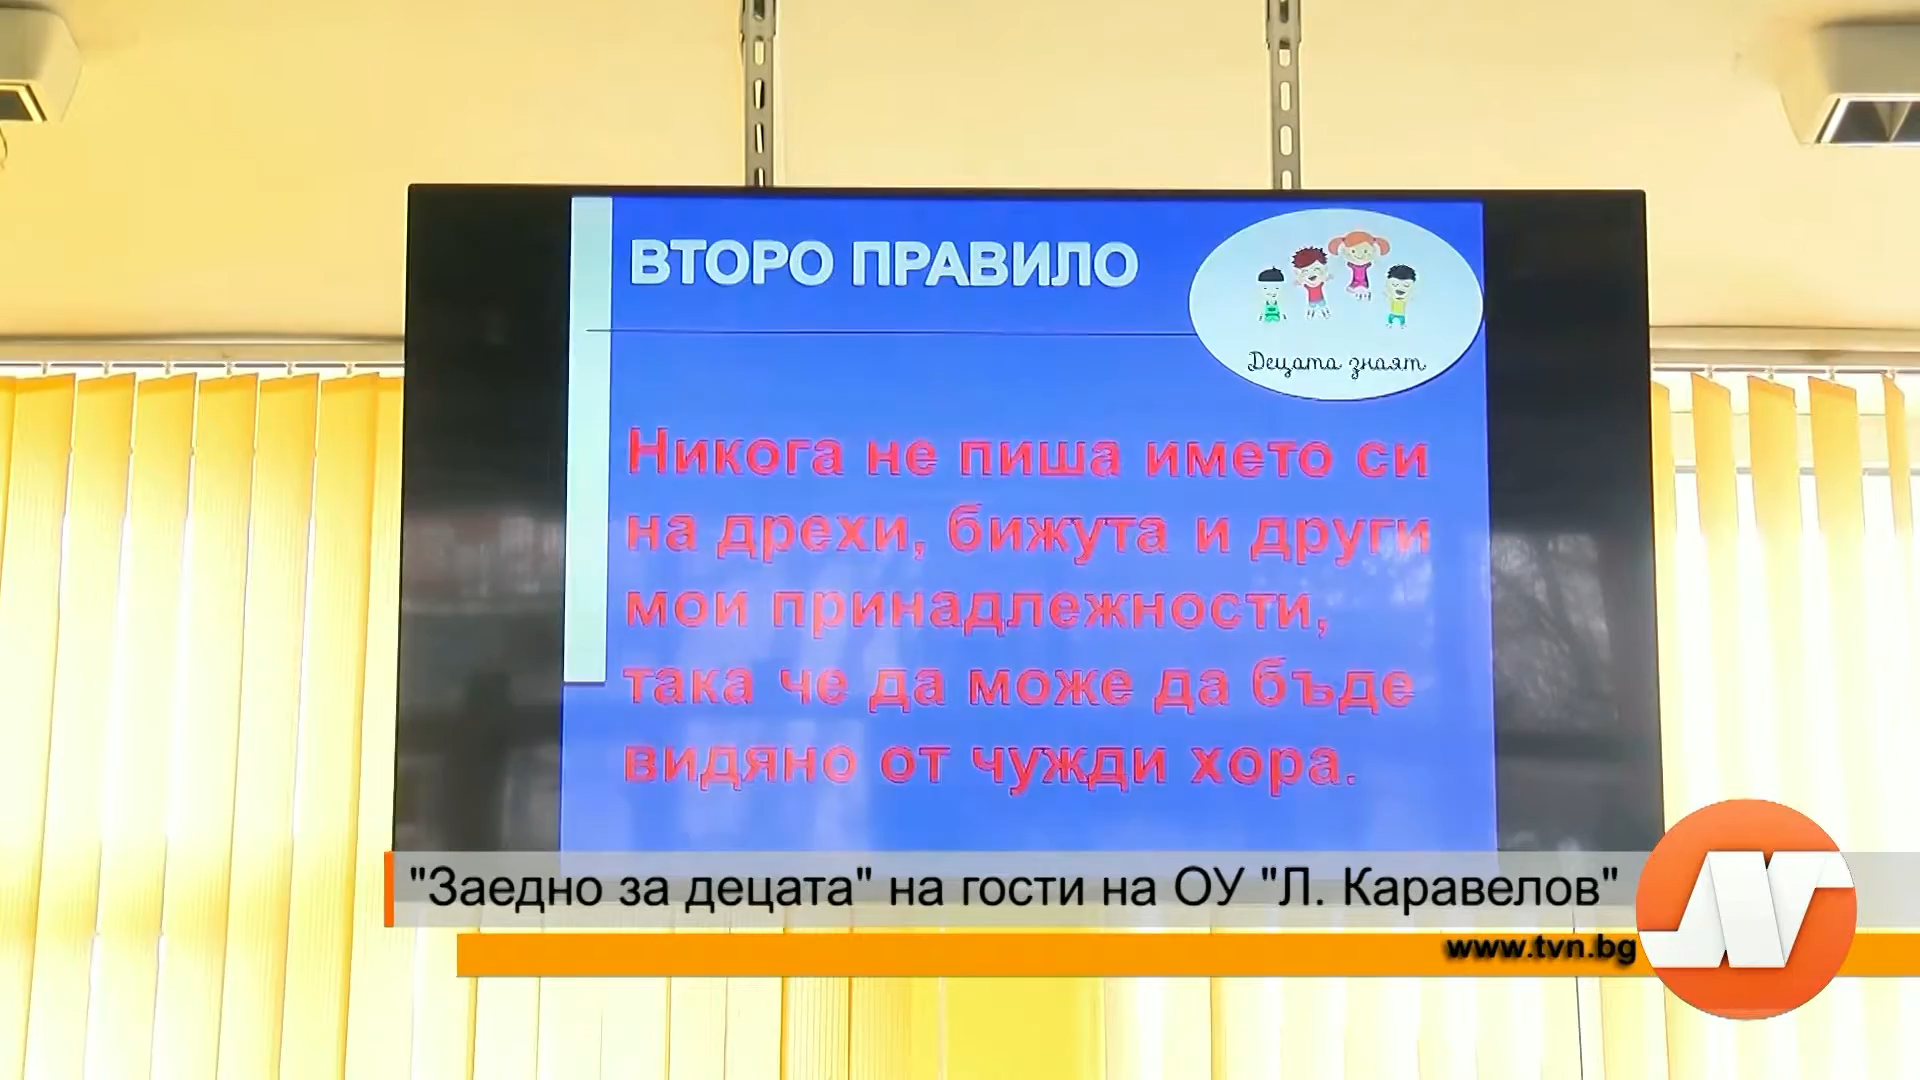 ВТОРО ПРАВИЛО
Децата знаят
Никога не пиша името си
на дрехи, бижута и други
мои принадлежности,
така че да може да бъде
видяно от чужди хора.
"Заедно за децата" на гости на ОУ "Л. Каравелов"
www.tvn.bg